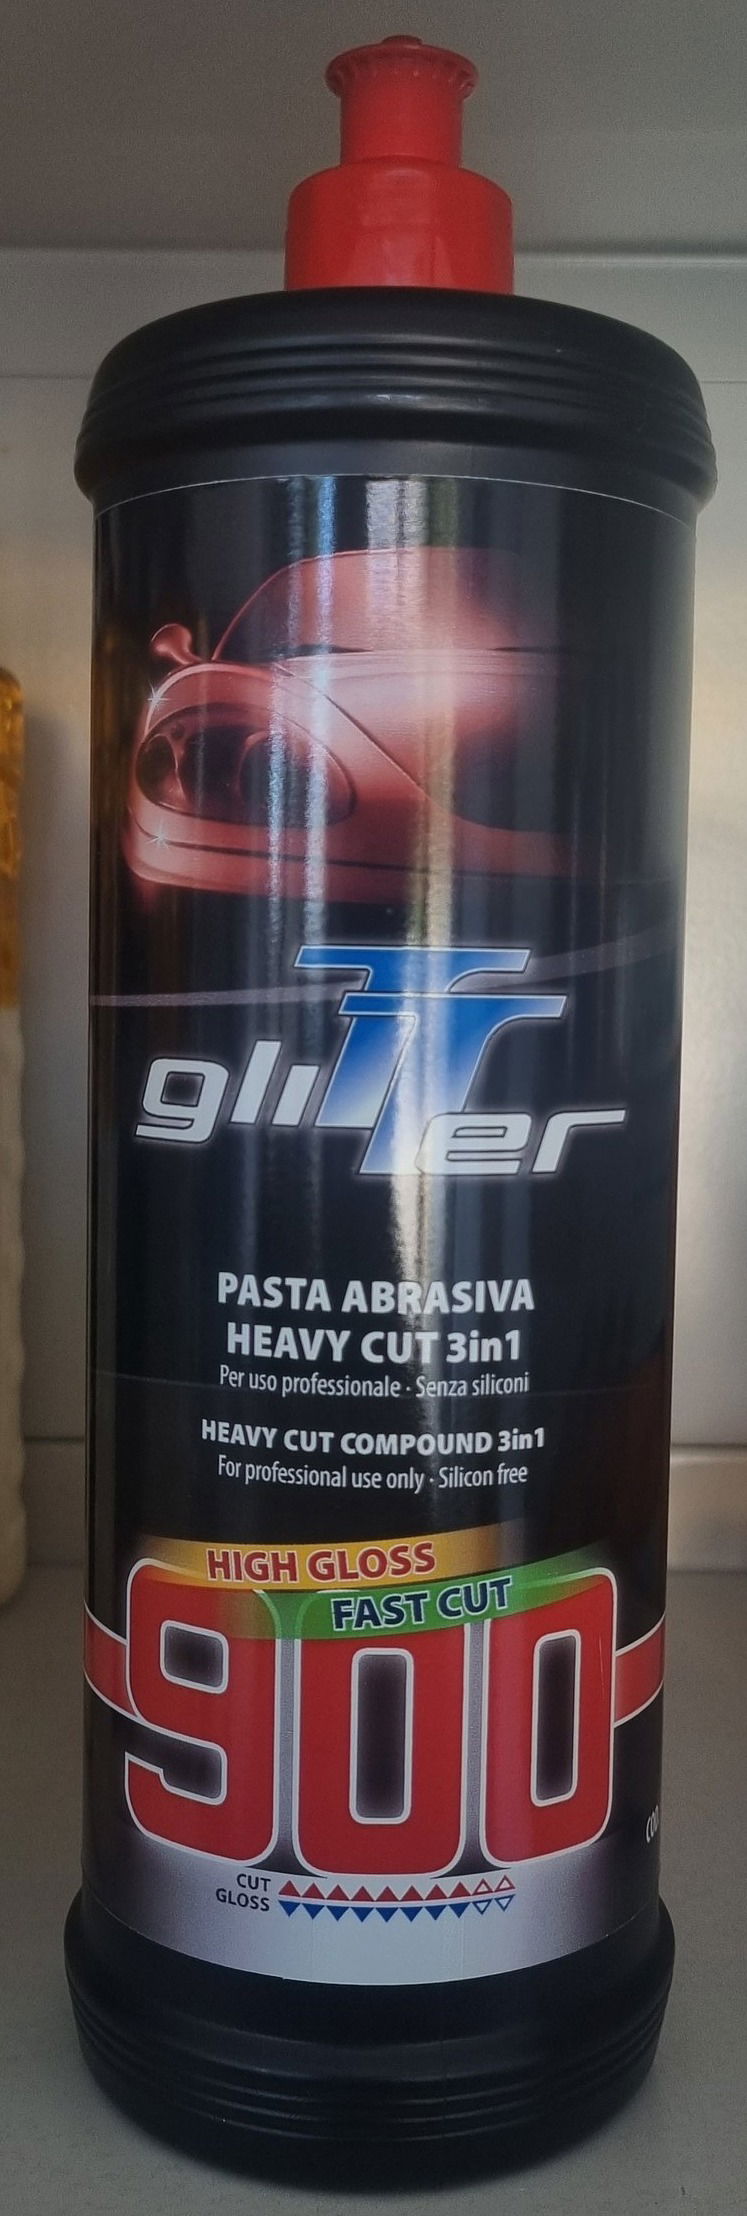 gliTTer
PASTA ABRASIVA
HEAVY CUT 3in1
Per uso professionale · Senza siliconi
HEAVY CUT COMPOUND 3in1
For professional use only · Silicon free
HIGH GLOSS
FAST CUT
900
CUT
GLOSS